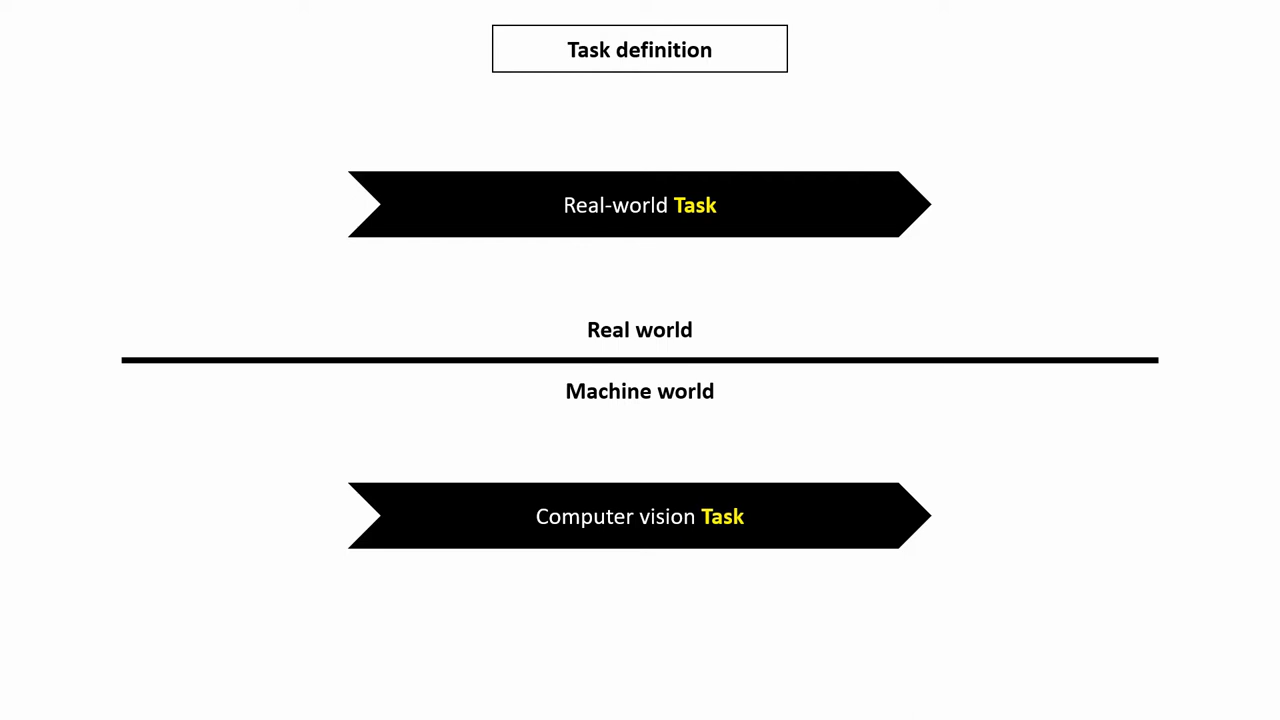 Task definition
Real-world Task
Real world
Machine world
Computer vision Task